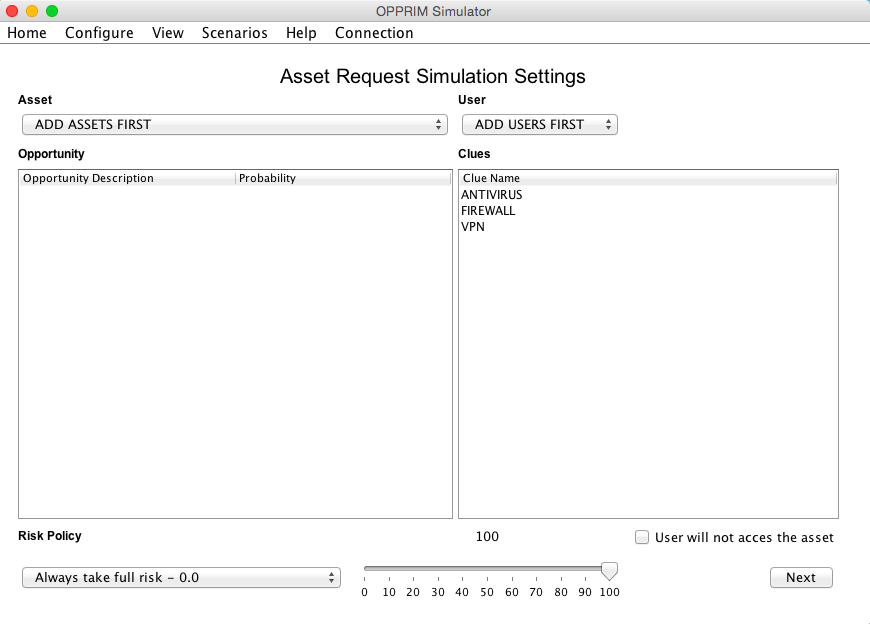 OPPRIM Simulator
Home Configure View Scenarios Help Connection
Asset Request Simulation Settings
Asset User
ADD ASSETS FIRST ADD USERS FIRST
Opportunity Clues
Opportunity Description Probability Clue Name
ANTIVIRUS
FIREWALL
VPN
Risk Policy 100 User will not acces the asset
Always take full risk – 0.0 Next
0 10 20 30 40 50 60 70 80 90 100